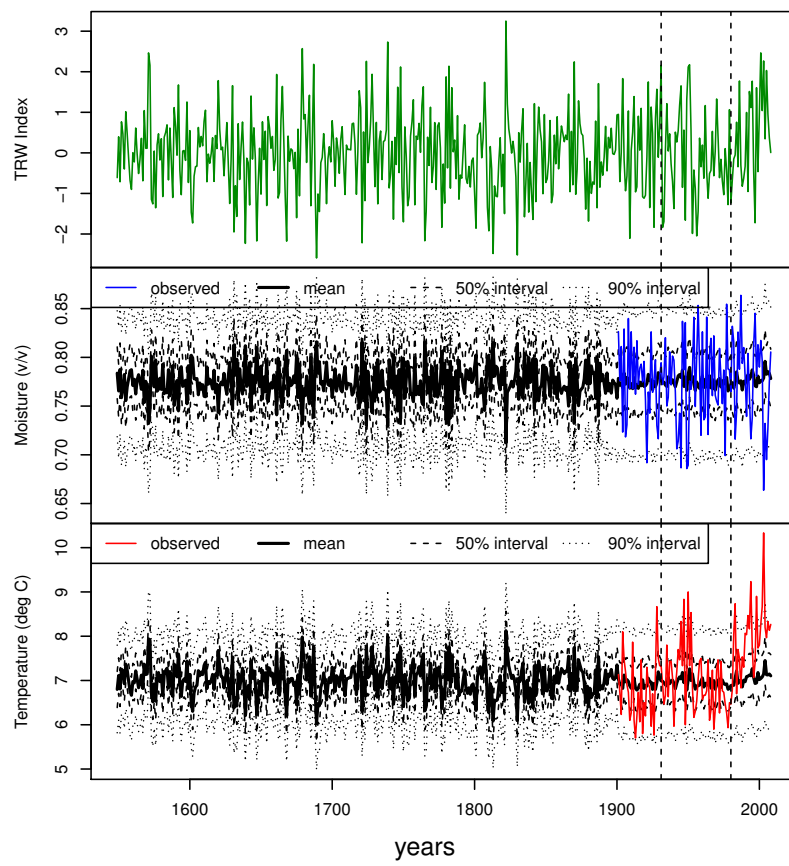 TRW Index
3
2
1
0
−1
−2
observed mean 50% interval 90% interval
Moisture (v/v)
0.85
0.80
0.75
0.70
0.65
observed mean 50% interval 90% interval
Temperature (deg C)
10
9
8
7
6
5
1600 1700 1800 1900 2000
years